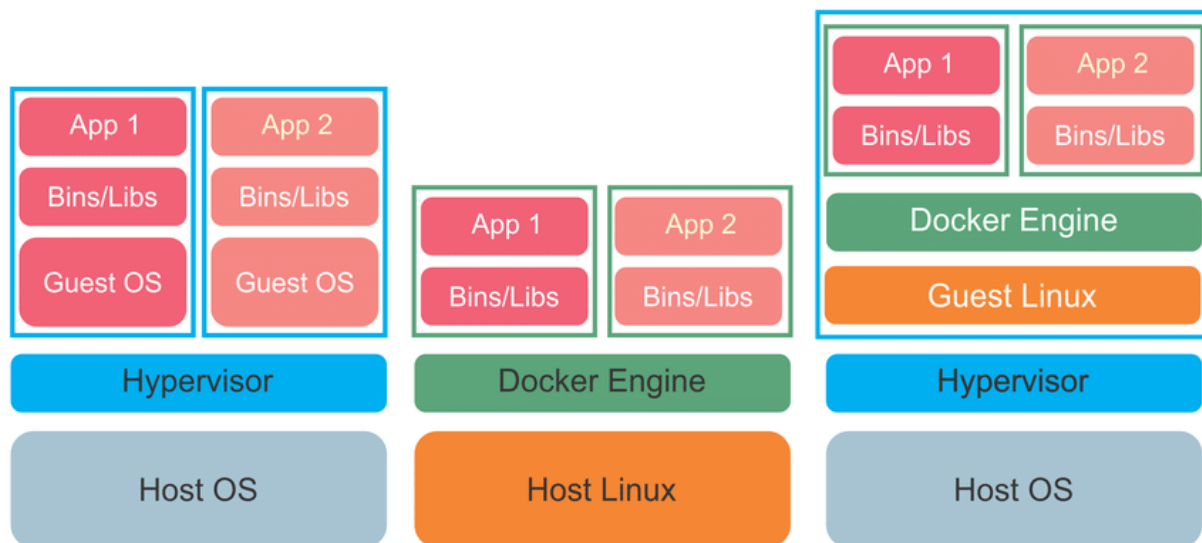 App 1
Bins/Libs
Guest OS
App 2
Bins/Libs
Guest OS
Hypervisor
Host OS
App 1
Bins/Libs
App 2
Bins/Libs
Docker Engine
Host Linux
App 1
Bins/Libs
App 2
Bins/Libs
Docker Engine
Guest Linux
Hypervisor
Host OS